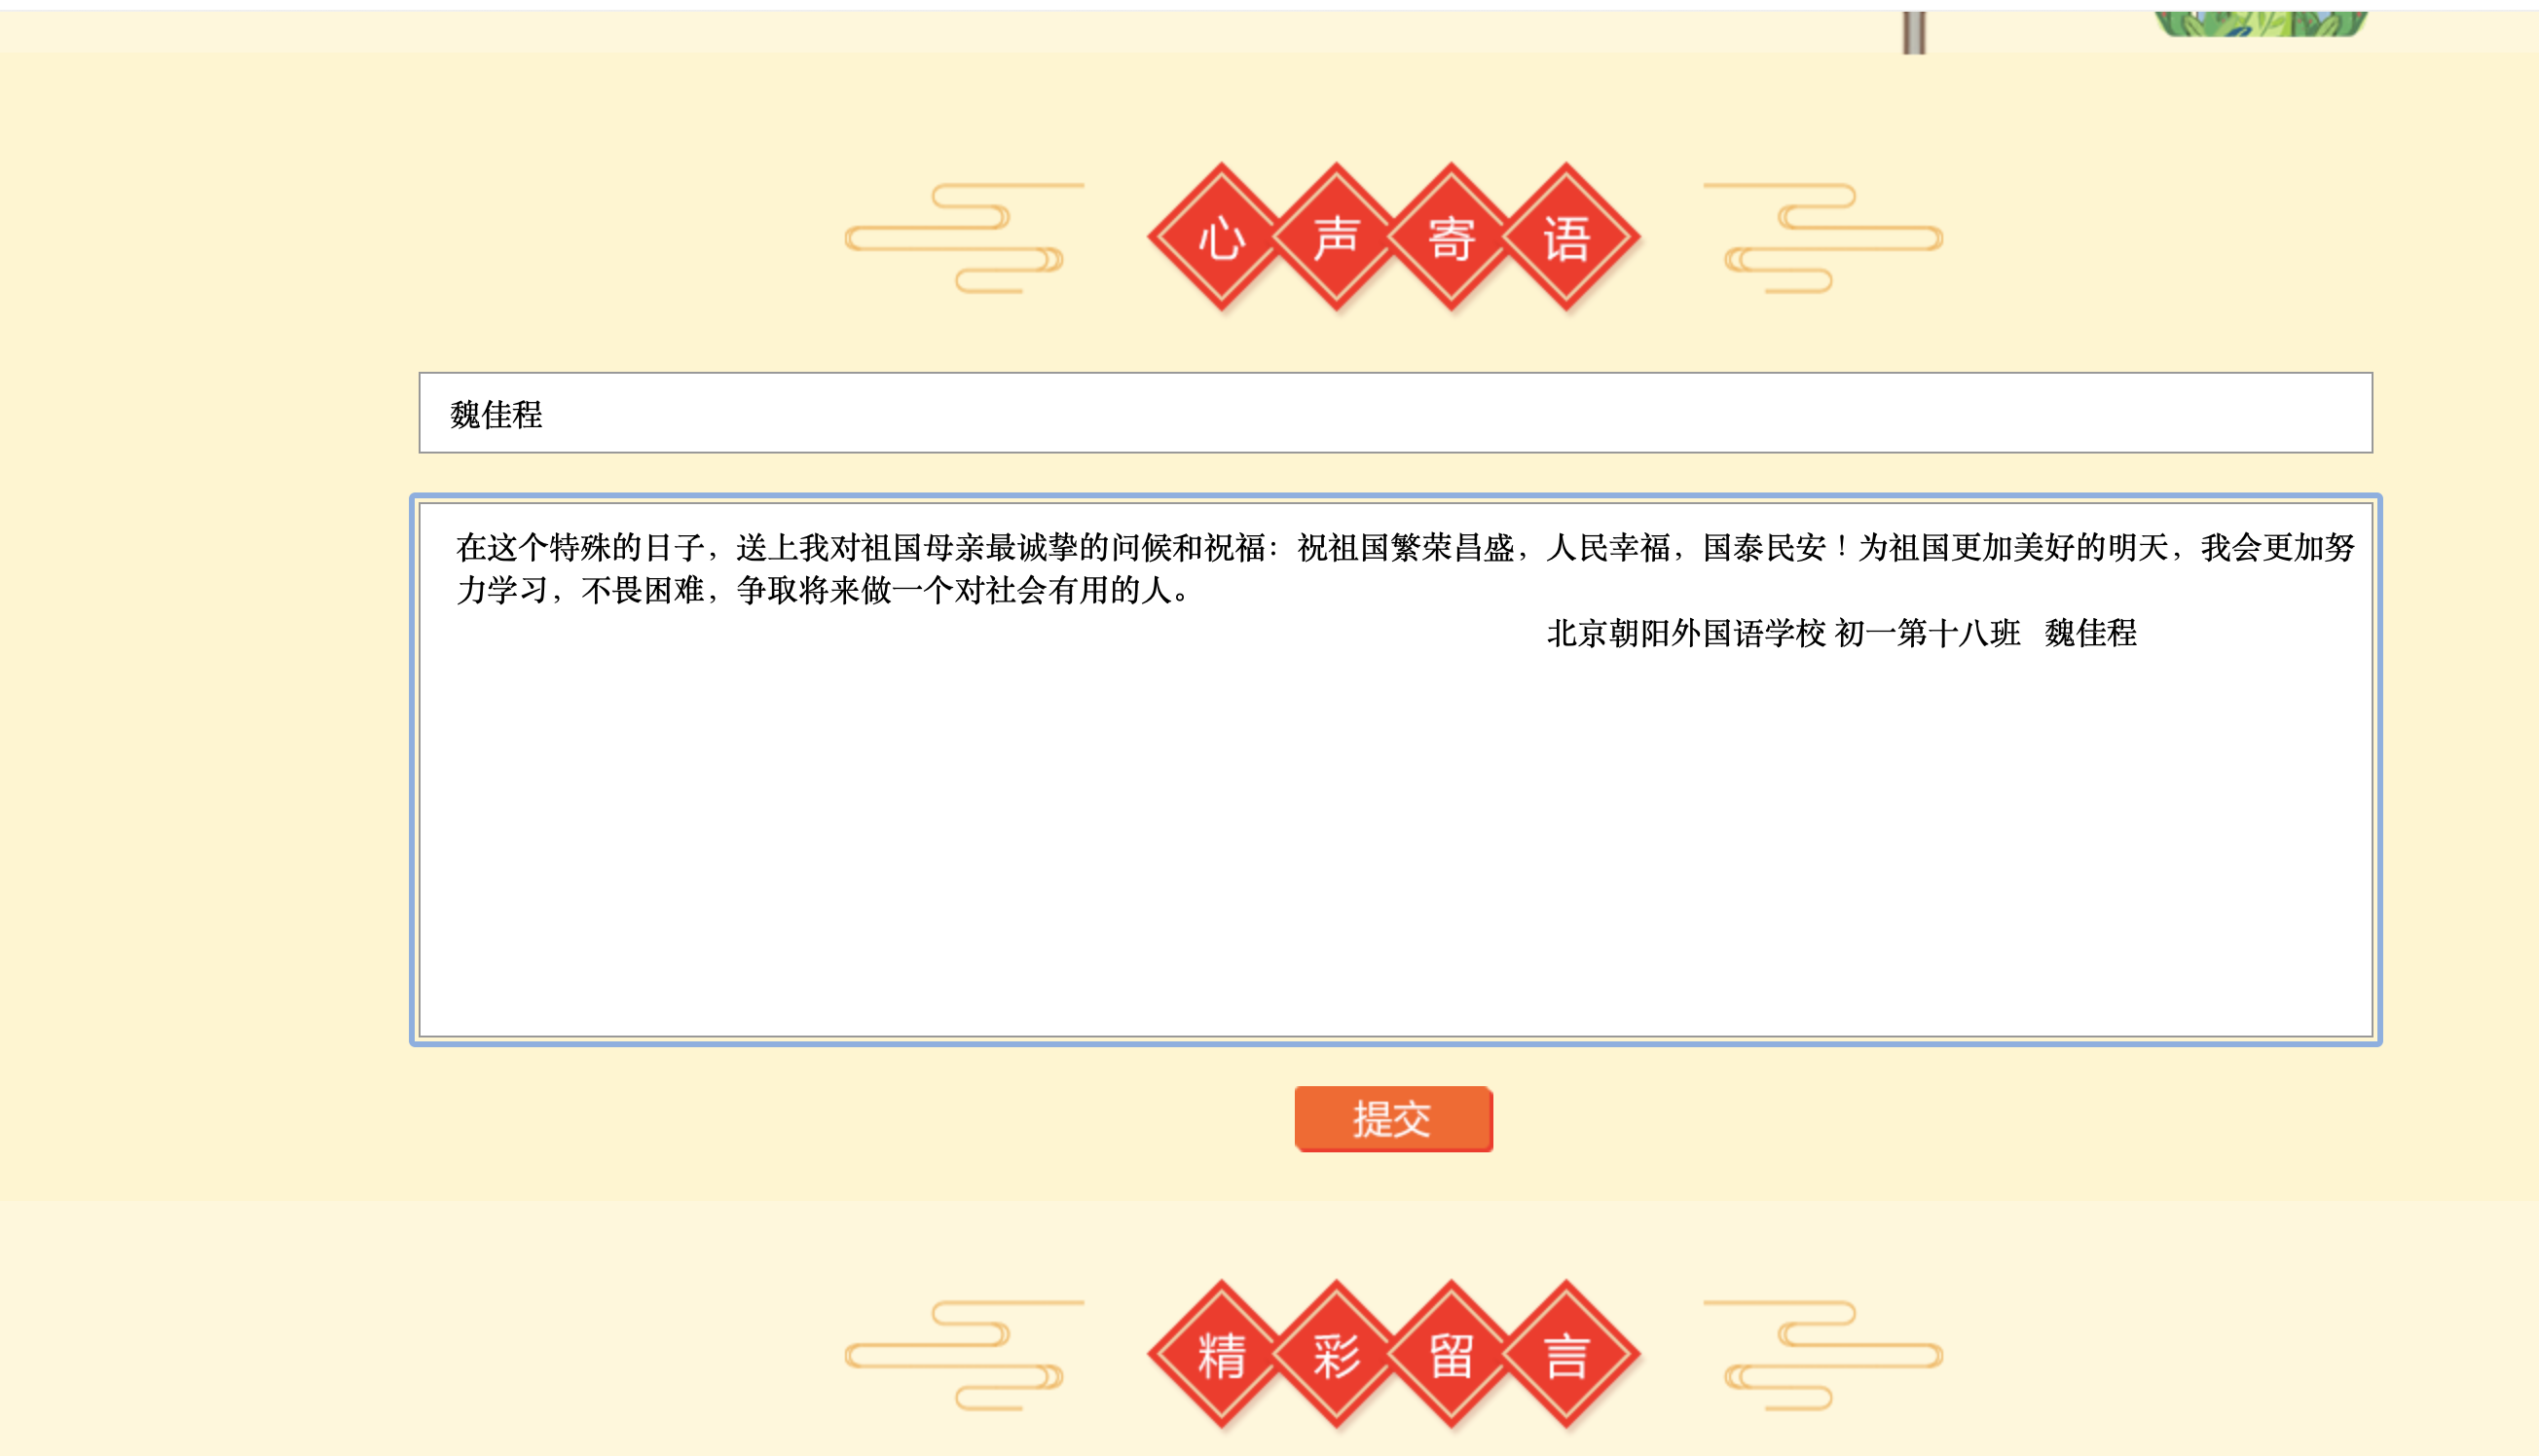 心声寄语
魏佳程
在这个特殊的日子，送上我对祖国母亲最诚挚的问候和祝福：祝祖国繁荣昌盛，人民幸福，国泰民安！为祖国更加美好的明天，我会更加努
力学习，不畏困难，争取将来做一个对社会有用的人。
北京朝阳外国语学校 初一第十八班   魏佳程
提交
精彩留言